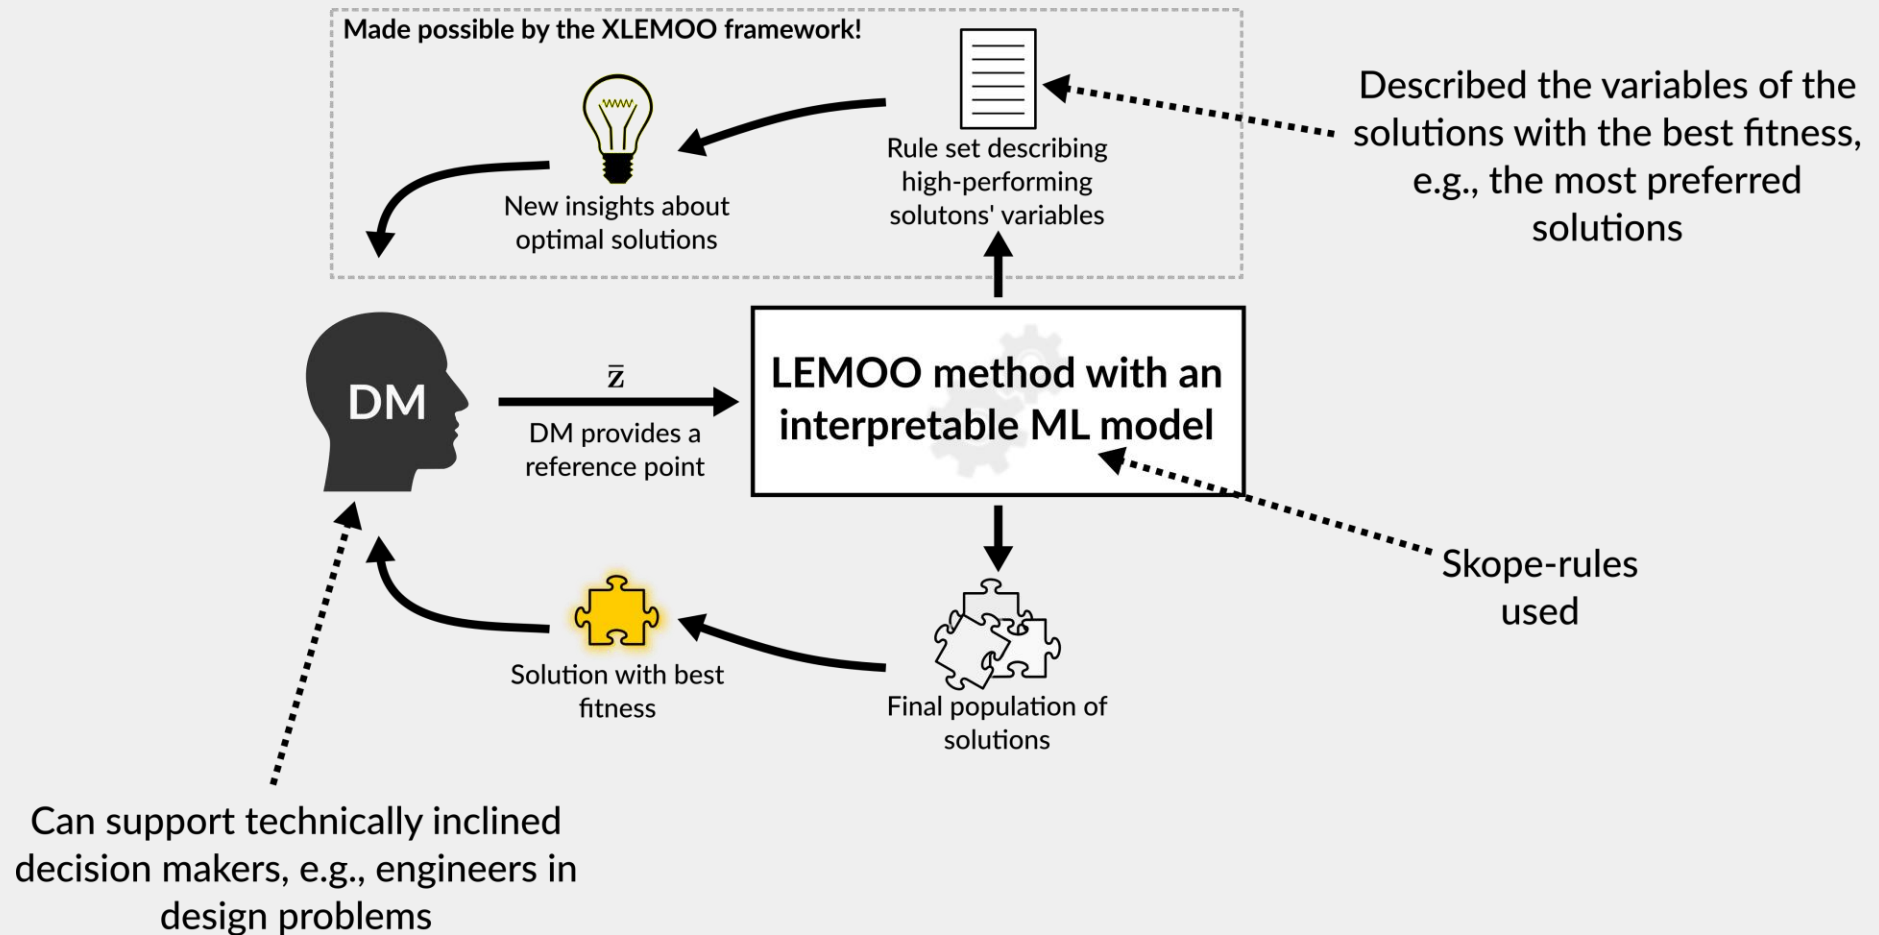 Made possible by the XLEMOO framework!
Rule set describing
high-performing
soluton' variables
New insights about
optimal solutions
Described the variables of the
solutions with the best fitness,
e.g., the most preferred
solutions
DM
z̄
DM provides a
reference point
LEMOO method with an
interpretable ML model
Skope-rules
used
Solution with best
fitness
Final population of
solutions
Can support technically inclined
decision makers, e.g., engineers in
design problems